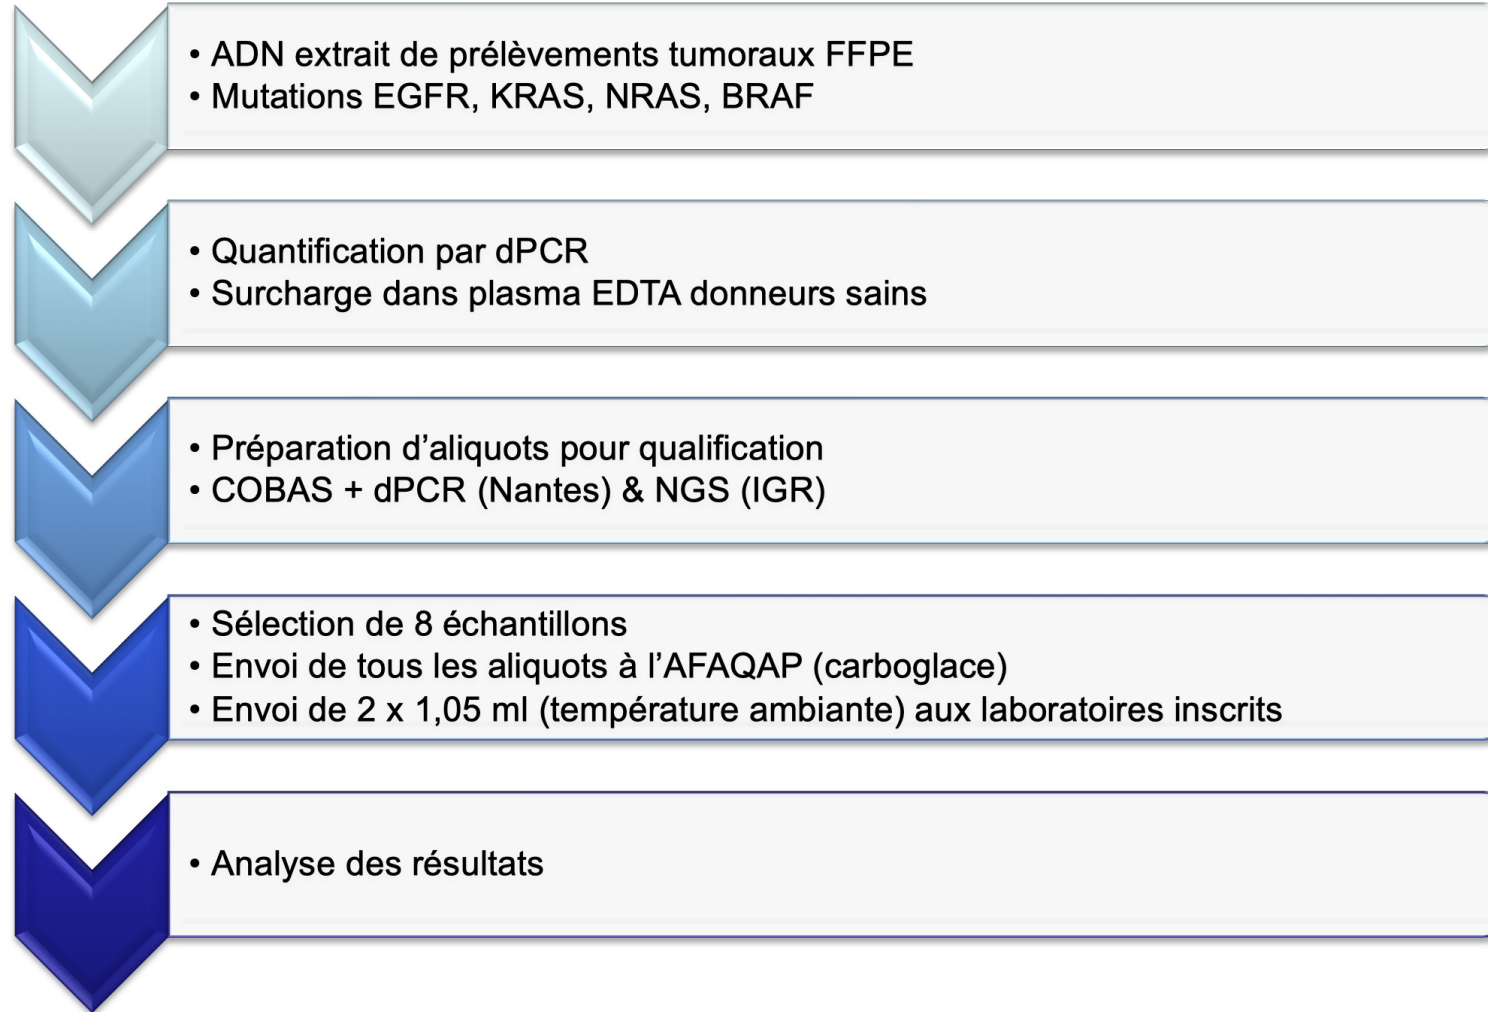 • ADN extrait de prélèvements tumoraux FFPE
• Mutations EGFR, KRAS, NRAS, BRAF
• Quantification par dPCR
• Surcharge dans plasma EDTA donneurs sains
• Préparation d’aliquots pour qualification
• COBAS + dPCR (Nantes) & NGS (IGR)
• Sélection de 8 échantillons
• Envoi de tous les aliquots à l’AFAQAP (carboglace)
• Envoi de 2 x 1,05 ml (température ambiante) aux laboratoires inscrits
• Analyse des résultats